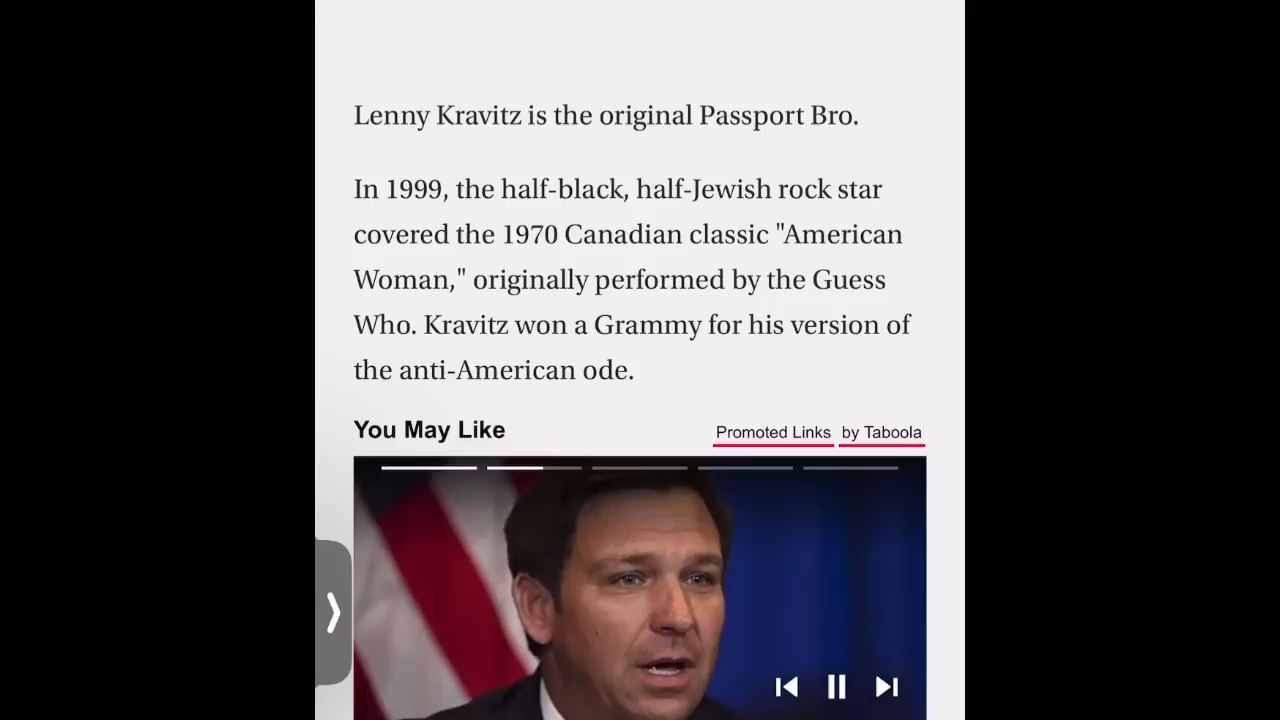 Lenny Kravitz is the original Passport Bro.
In 1999, the half-black, half-Jewish rock star
covered the 1970 Canadian classic "American
Woman," originally performed by the Guess
Who. Kravitz won a Grammy for his version of
the anti-American ode.
You May Like
Promoted Links by Taboola